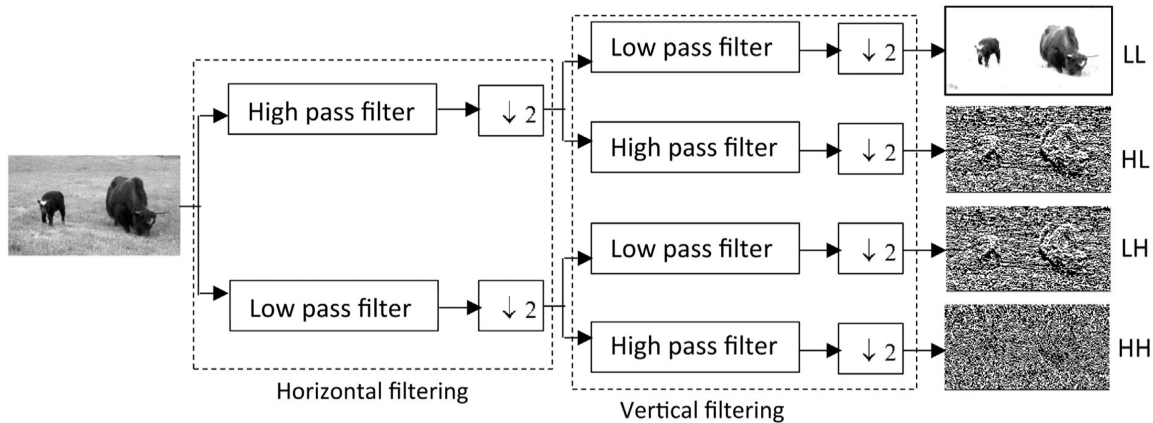 Low pass filter
↓ 2
LL
High pass filter
↓ 2
High pass filter
↓ 2
HL
Low pass filter
↓ 2
LH
Low pass filter
↓ 2
High pass filter
↓ 2
HH
Horizontal filtering
Vertical filtering